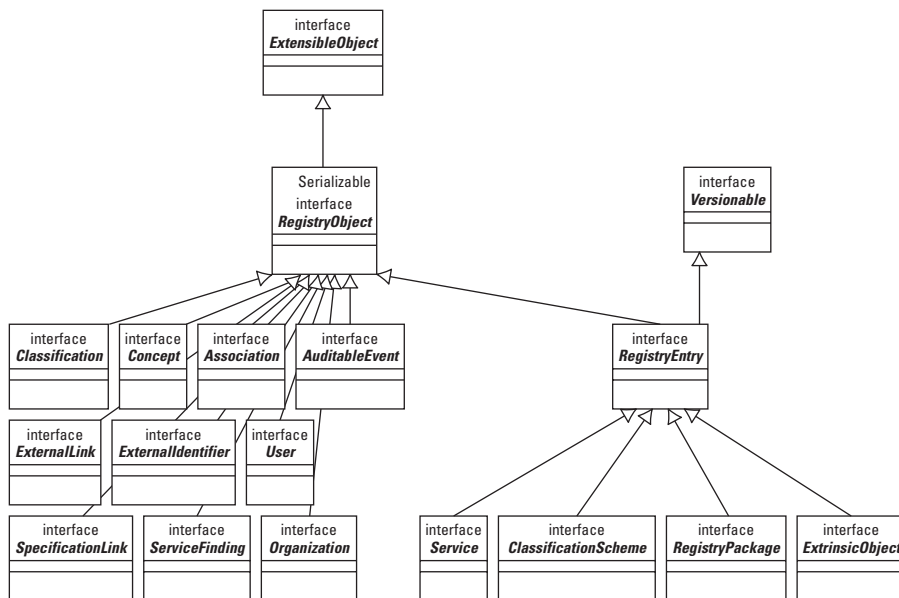 interface
ExtensibleObject
Serializable
interface
RegistryObject
interface
Versionable
interface
Classification
interface
Concept
interface
Association
interface
AuditableEvent
interface
RegistryEntry
interface
ExternalLink
interface
ExternalIdentifier
interface
User
interface
SpecificationLink
interface
ServiceFinding
interface
Organization
interface
Service
interface
ClassificationScheme
interface
RegistryPackage
interface
ExtrinsicObject